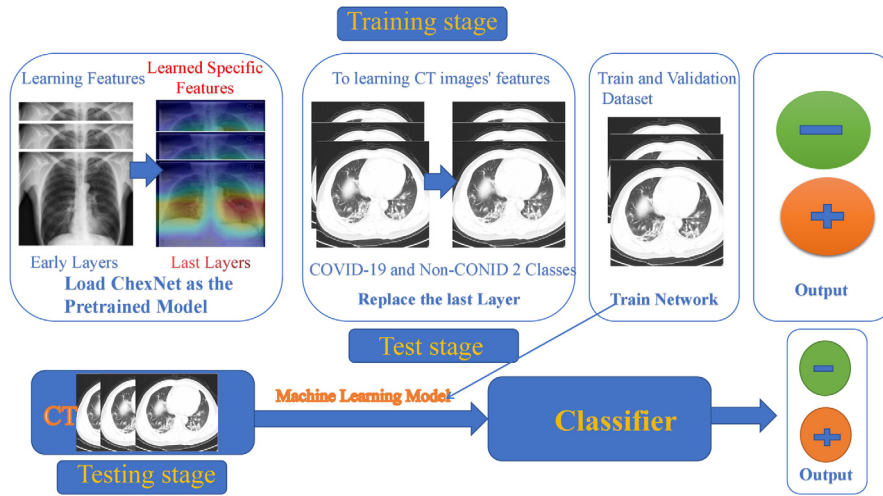 Training stage
Learning Features
Learned Specific
Features
Early Layers
Last Layers
Load ChexNet as the
Pretrained Model
To learning CT images' features
COVID-19 and Non-CONID 2 Classes
Replace the last Layer
Train and Validation
Dataset
Train Network
Output
Test stage
CT
Machine Learning Model
Classifier
Output
Testing stage